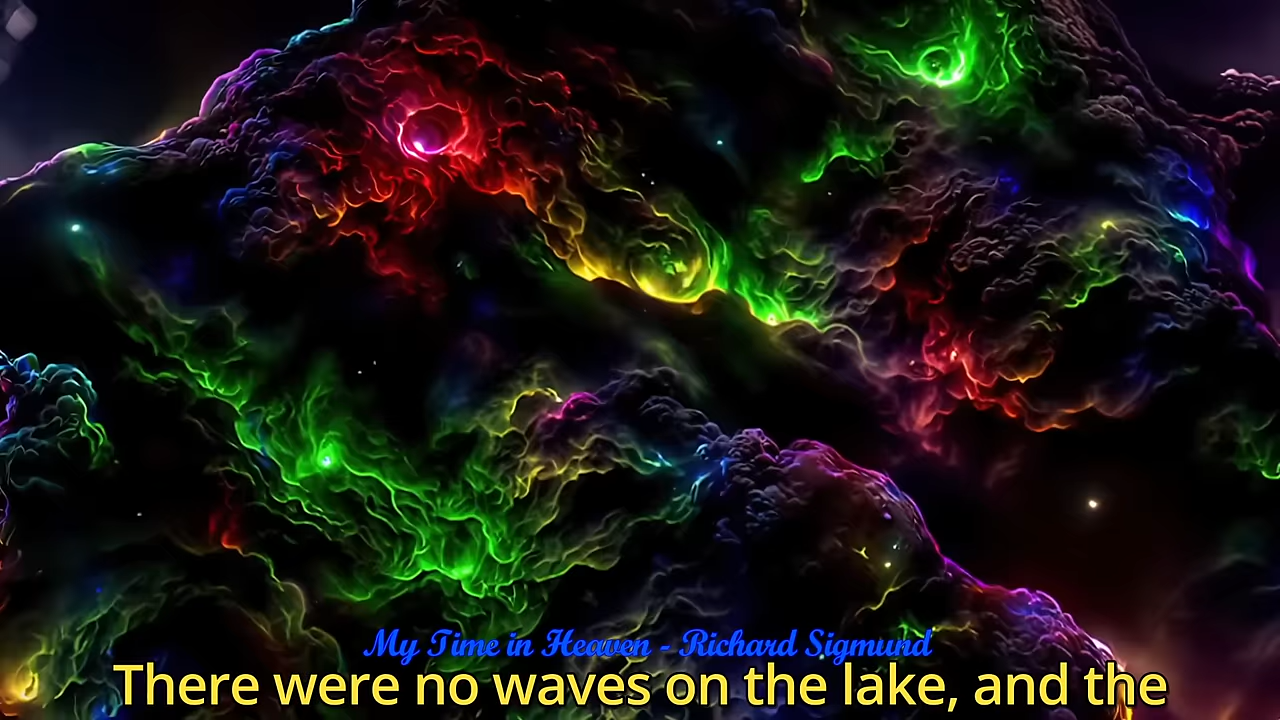 My Time in Heaven - Richard Sigmund
There were no waves on the lake, and the